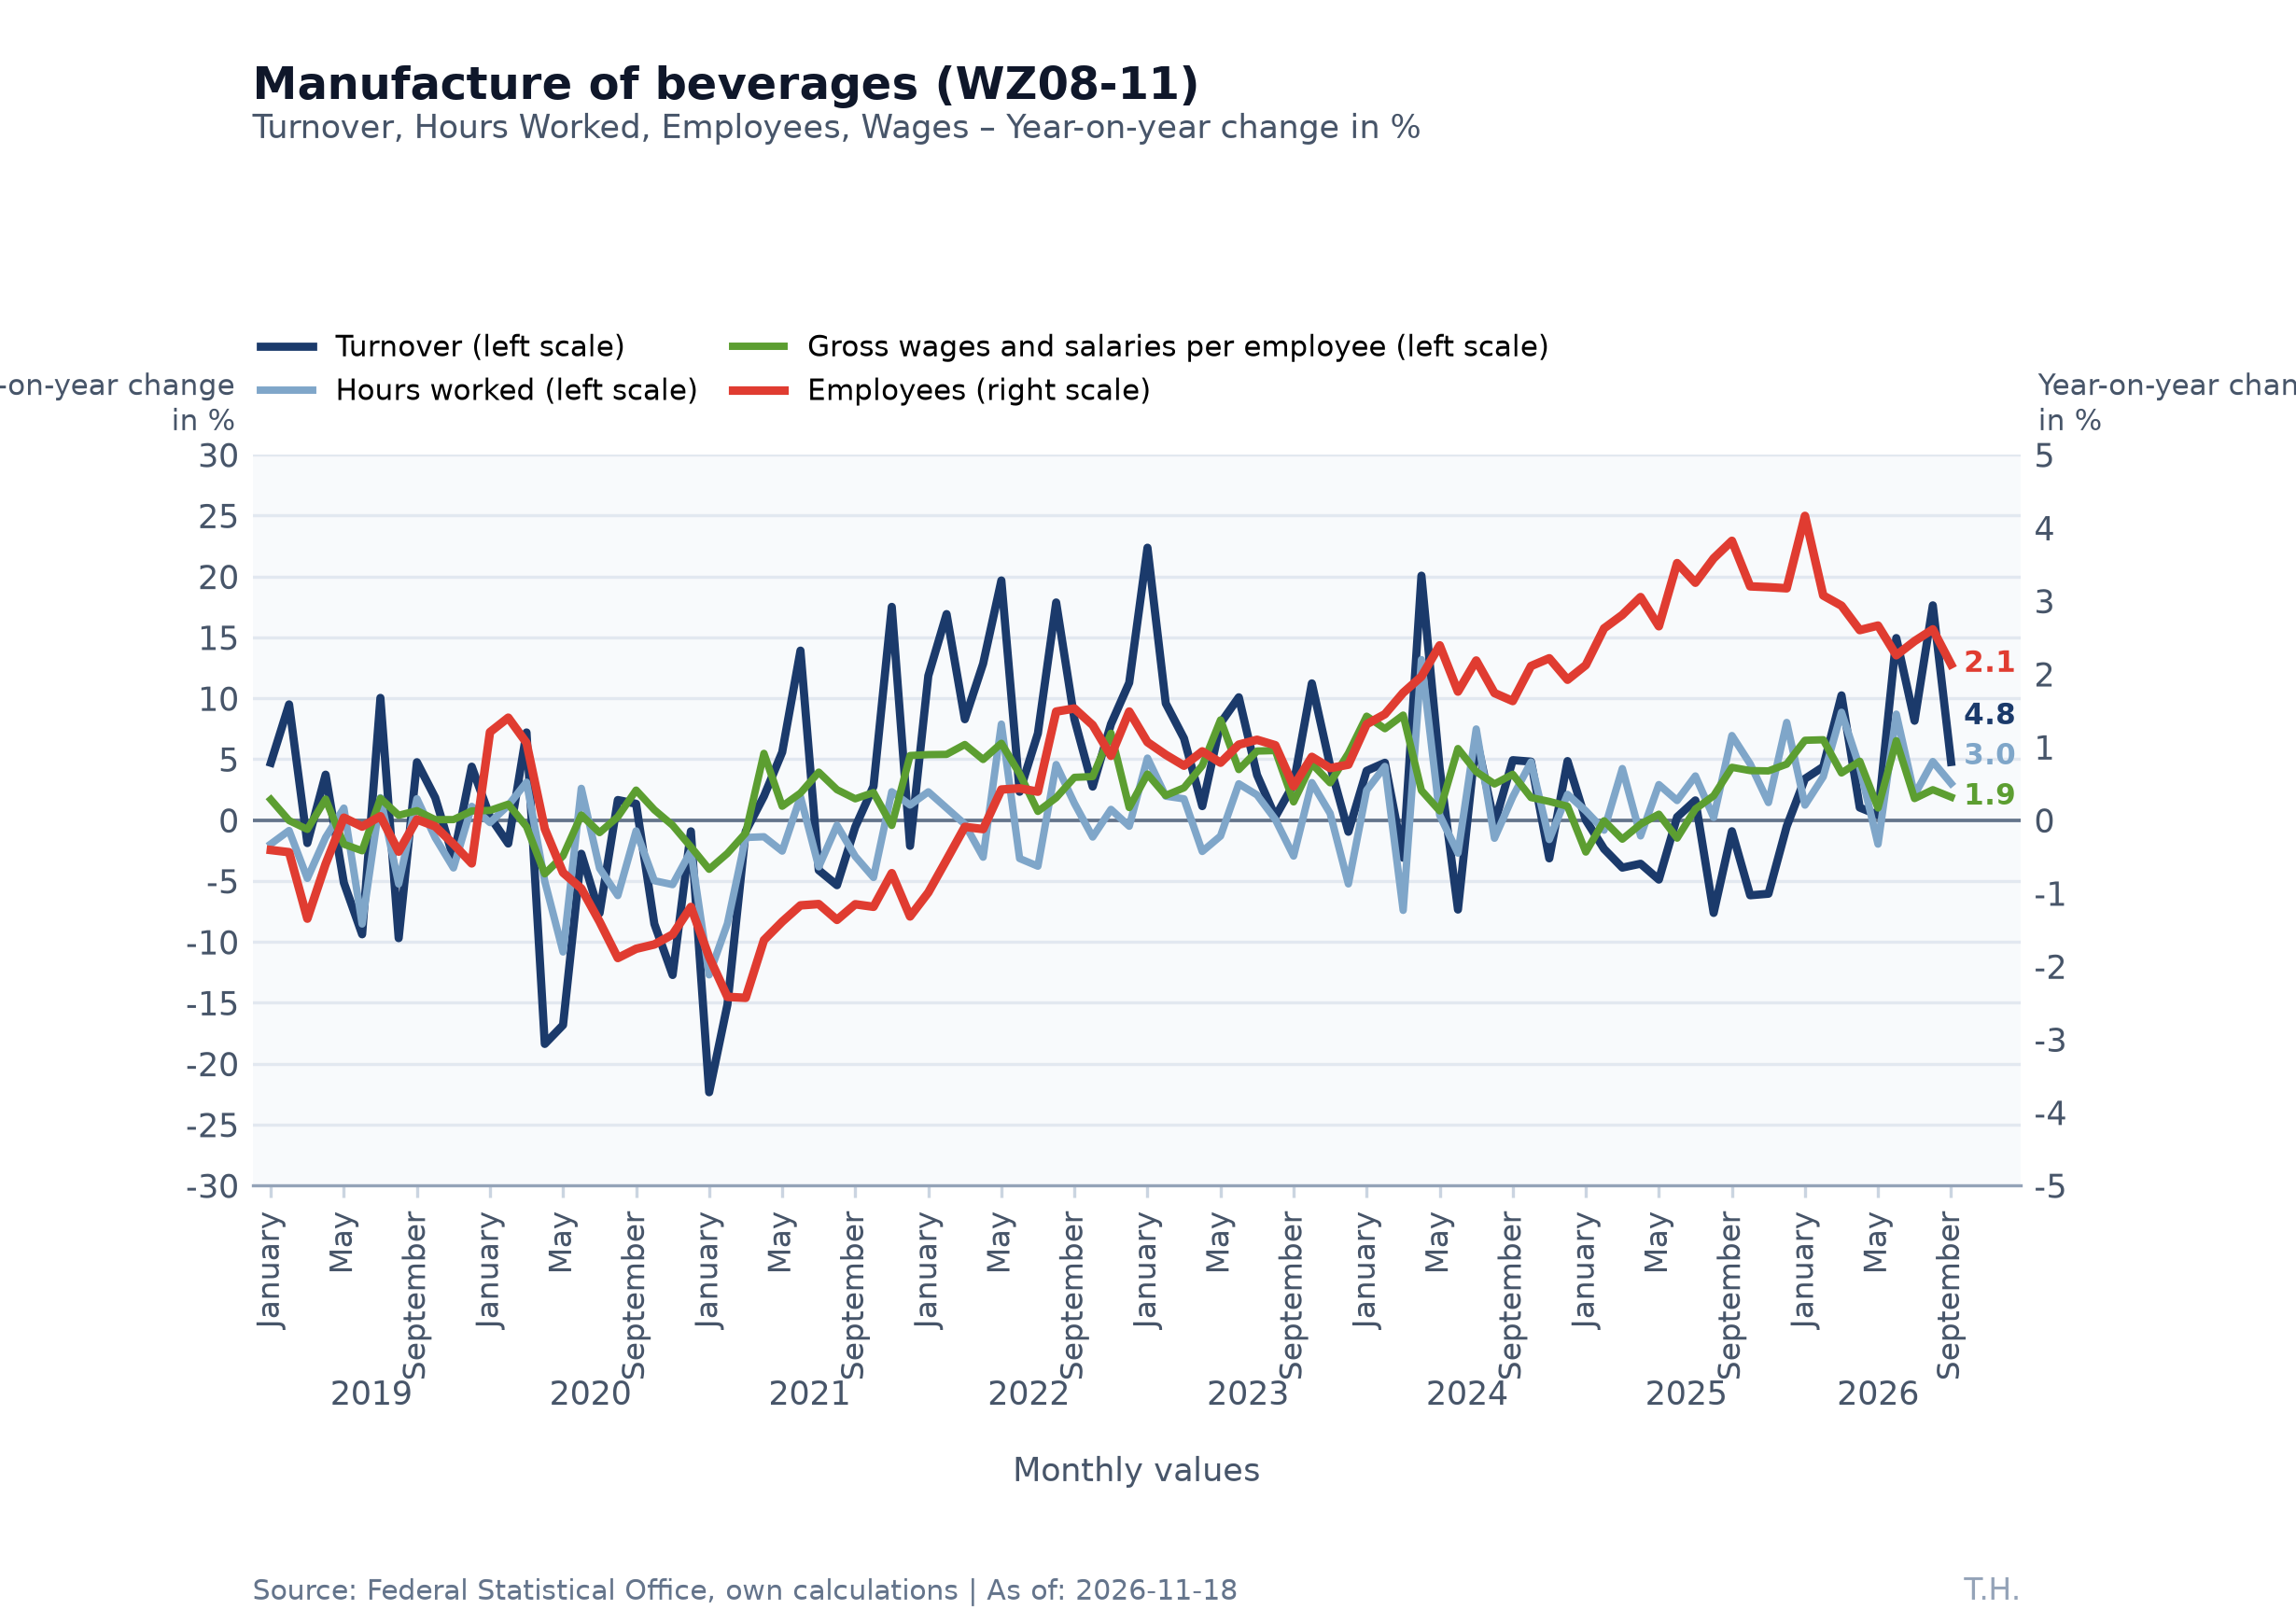 Manufacture of beverages (WZ08-11)
Turnover, Hours Worked, Employees, Wages – Year-on-year change in %
Turnover (left scale)
Gross wages and salaries per employee (left scale)
Hours worked (left scale)
Employees (right scale)
-on-year change
in %
Year-on-year chan
in %
30
25
20
15
10
5
0
-5
-10
-15
-20
-25
-30
5
4
3
2
1
0
-1
-2
-3
-4
-5
2.1
4.8
3.0
1.9
January
May
September
January
May
September
January
May
September
January
May
September
January
May
September
January
May
September
January
May
September
January
May
September
2019
2020
2021
2022
2023
2024
2025
2026
Monthly values
Source: Federal Statistical Office, own calculations | As of: 2026-11-18
T.H.